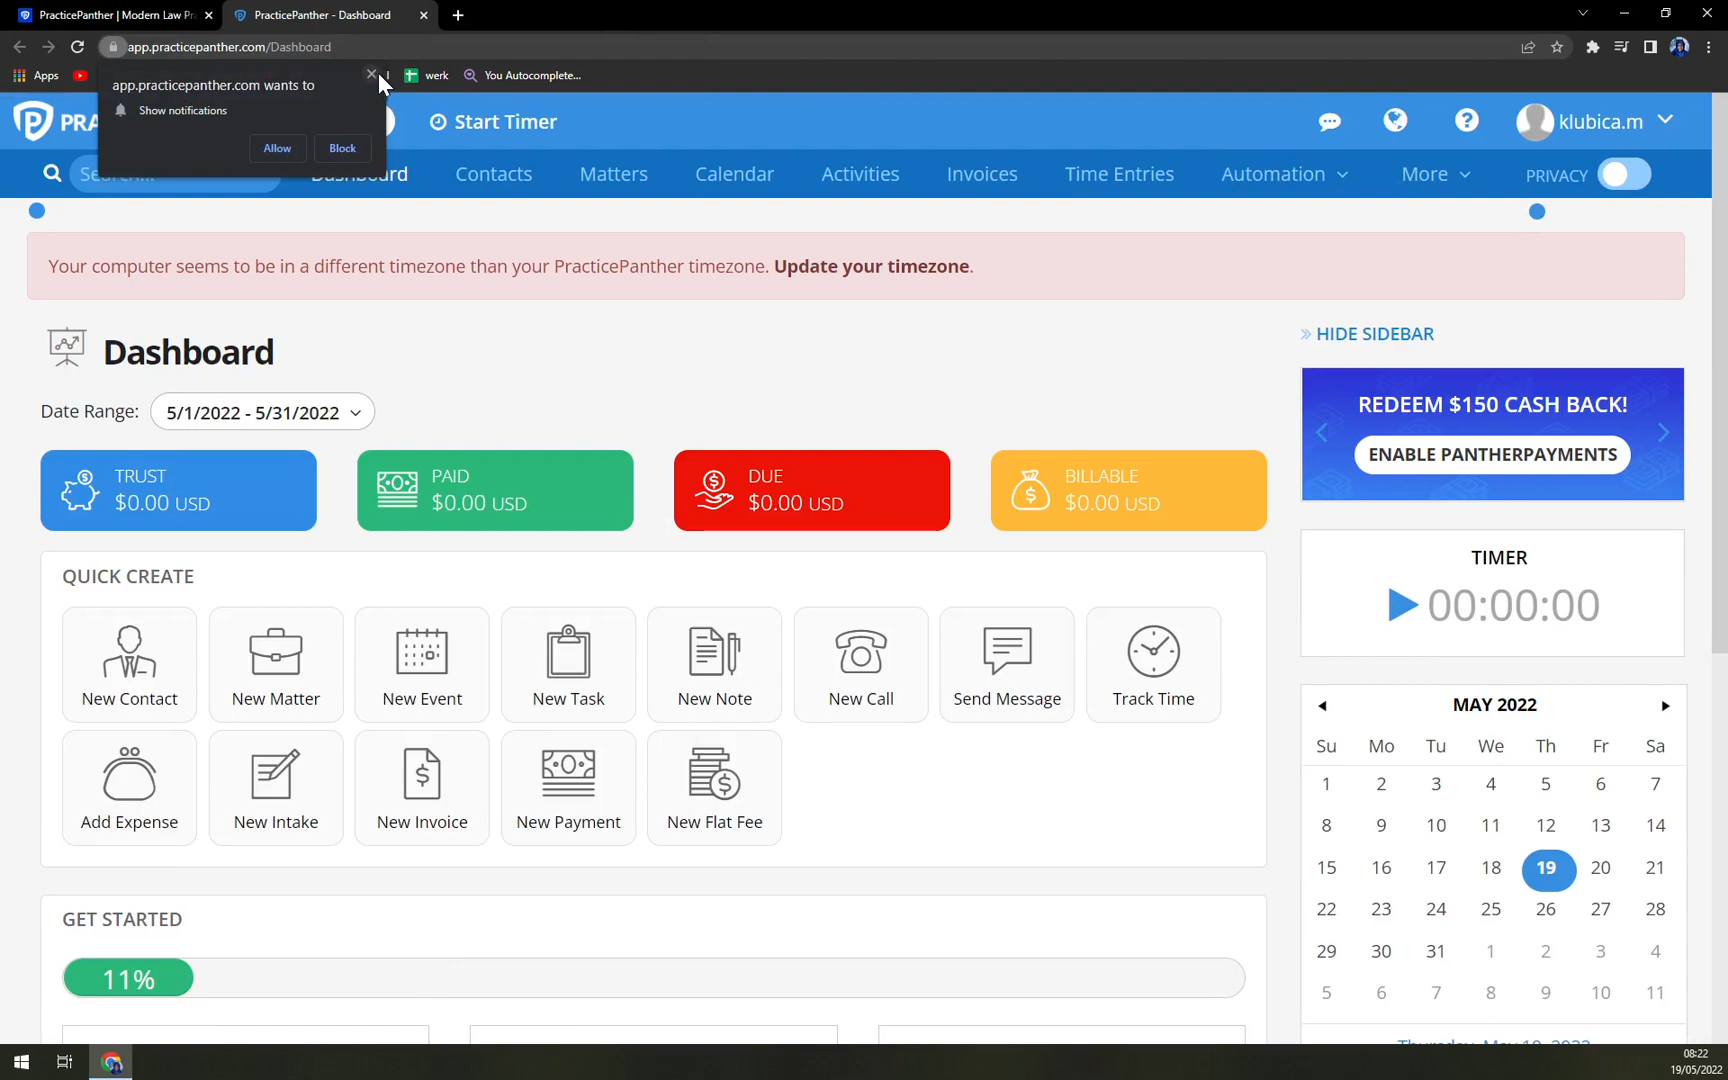 PracticePanther | Modern Law Pr
PracticePanther - Dashboard
app.practicepanther.com/Dashboard
Apps
werk
You Autocomplete...
app.practicepanther.com wants to
Show notifications
Allow
Block
Start Timer
klubica.m
Search...
Dashboard
Contacts
Matters
Calendar
Activities
Invoices
Time Entries
Automation
More
PRIVACY
Your computer seems to be in a different timezone than your PracticePanther timezone. Update your timezone.
Dashboard
HIDE SIDEBAR
Date Range: 5/1/2022 - 5/31/2022
REDEEM $150 CASH BACK!
ENABLE PANTHERPAYMENTS
TRUST
$0.00 USD
PAID
$0.00 USD
DUE
$0.00 USD
BILLABLE
$0.00 USD
QUICK CREATE
New Contact
New Matter
New Event
New Task
New Note
New Call
Send Message
Track Time
Add Expense
New Intake
New Invoice
New Payment
New Flat Fee
GET STARTED
11%
TIMER
00:00:00
MAY 2022
Su Mo Tu We Th Fr Sa
1 2 3 4 5 6 7
8 9 10 11 12 13 14
15 16 17 18 19 20 21
22 23 24 25 26 27 28
29 30 31 1 2 3 4
5 6 7 8 9 10 11
08:22
19/05/2022